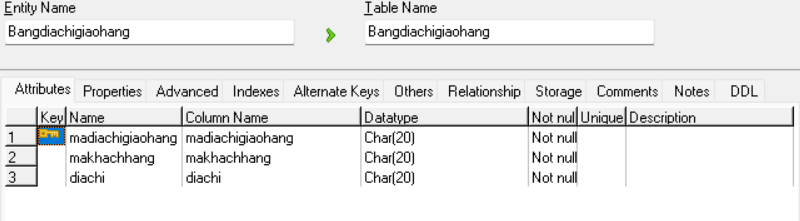 Entity Name Table Name
Bangdiachigiaohang Bangdiachigiaohang
Attributes Properties Advanced Indexes Alternate Keys Others Relationship Storage Comments Notes DDL
Key Name Column Name Datatype Not nul Unique Description
1 madiachigiaohang madiachigiaohang Char(20) Not null
2 makhachhang makhachhang Char(20) Not null
3 diachi diachi Char(20) Not null